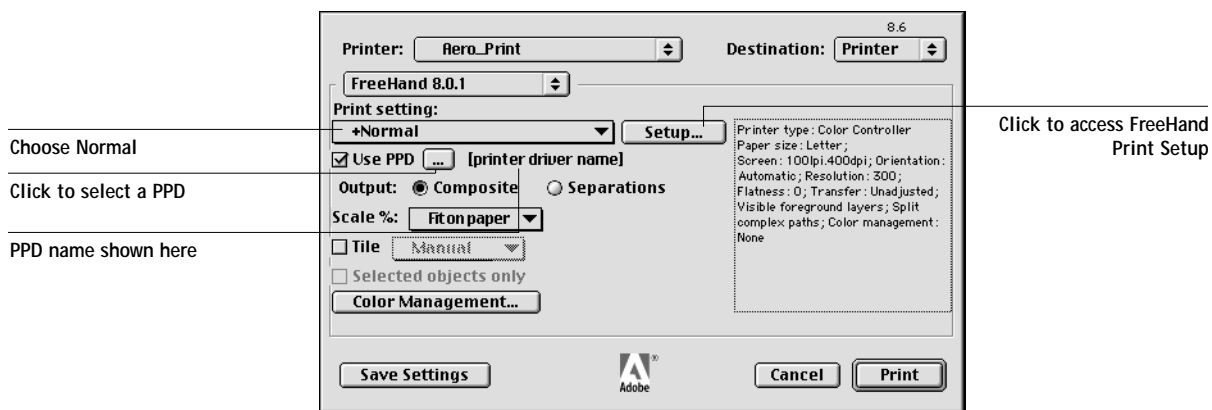 8.6
Printer: Aero_Print Destination: Printer
FreeHand 8.0.1
Print setting:
+Normal Setup...
Choose Normal
Click to access FreeHand
Print Setup
Use PPD ... [printer driver name]
Click to select a PPD
Output: Composite Separations
Scale %: Fit on paper
PPD name shown here
Tile Manual
Selected objects only
Color Management...
Printer type: Color Controller
Paper size: Letter;
Screen: 100lpi.400dpi; Orientation:
Automatic; Resolution: 300;
Flatness: 0; Transfer: Unadjusted;
Visible foreground layers; Split
complex paths; Color management:
None
Save Settings
Adobe ®
Cancel Print